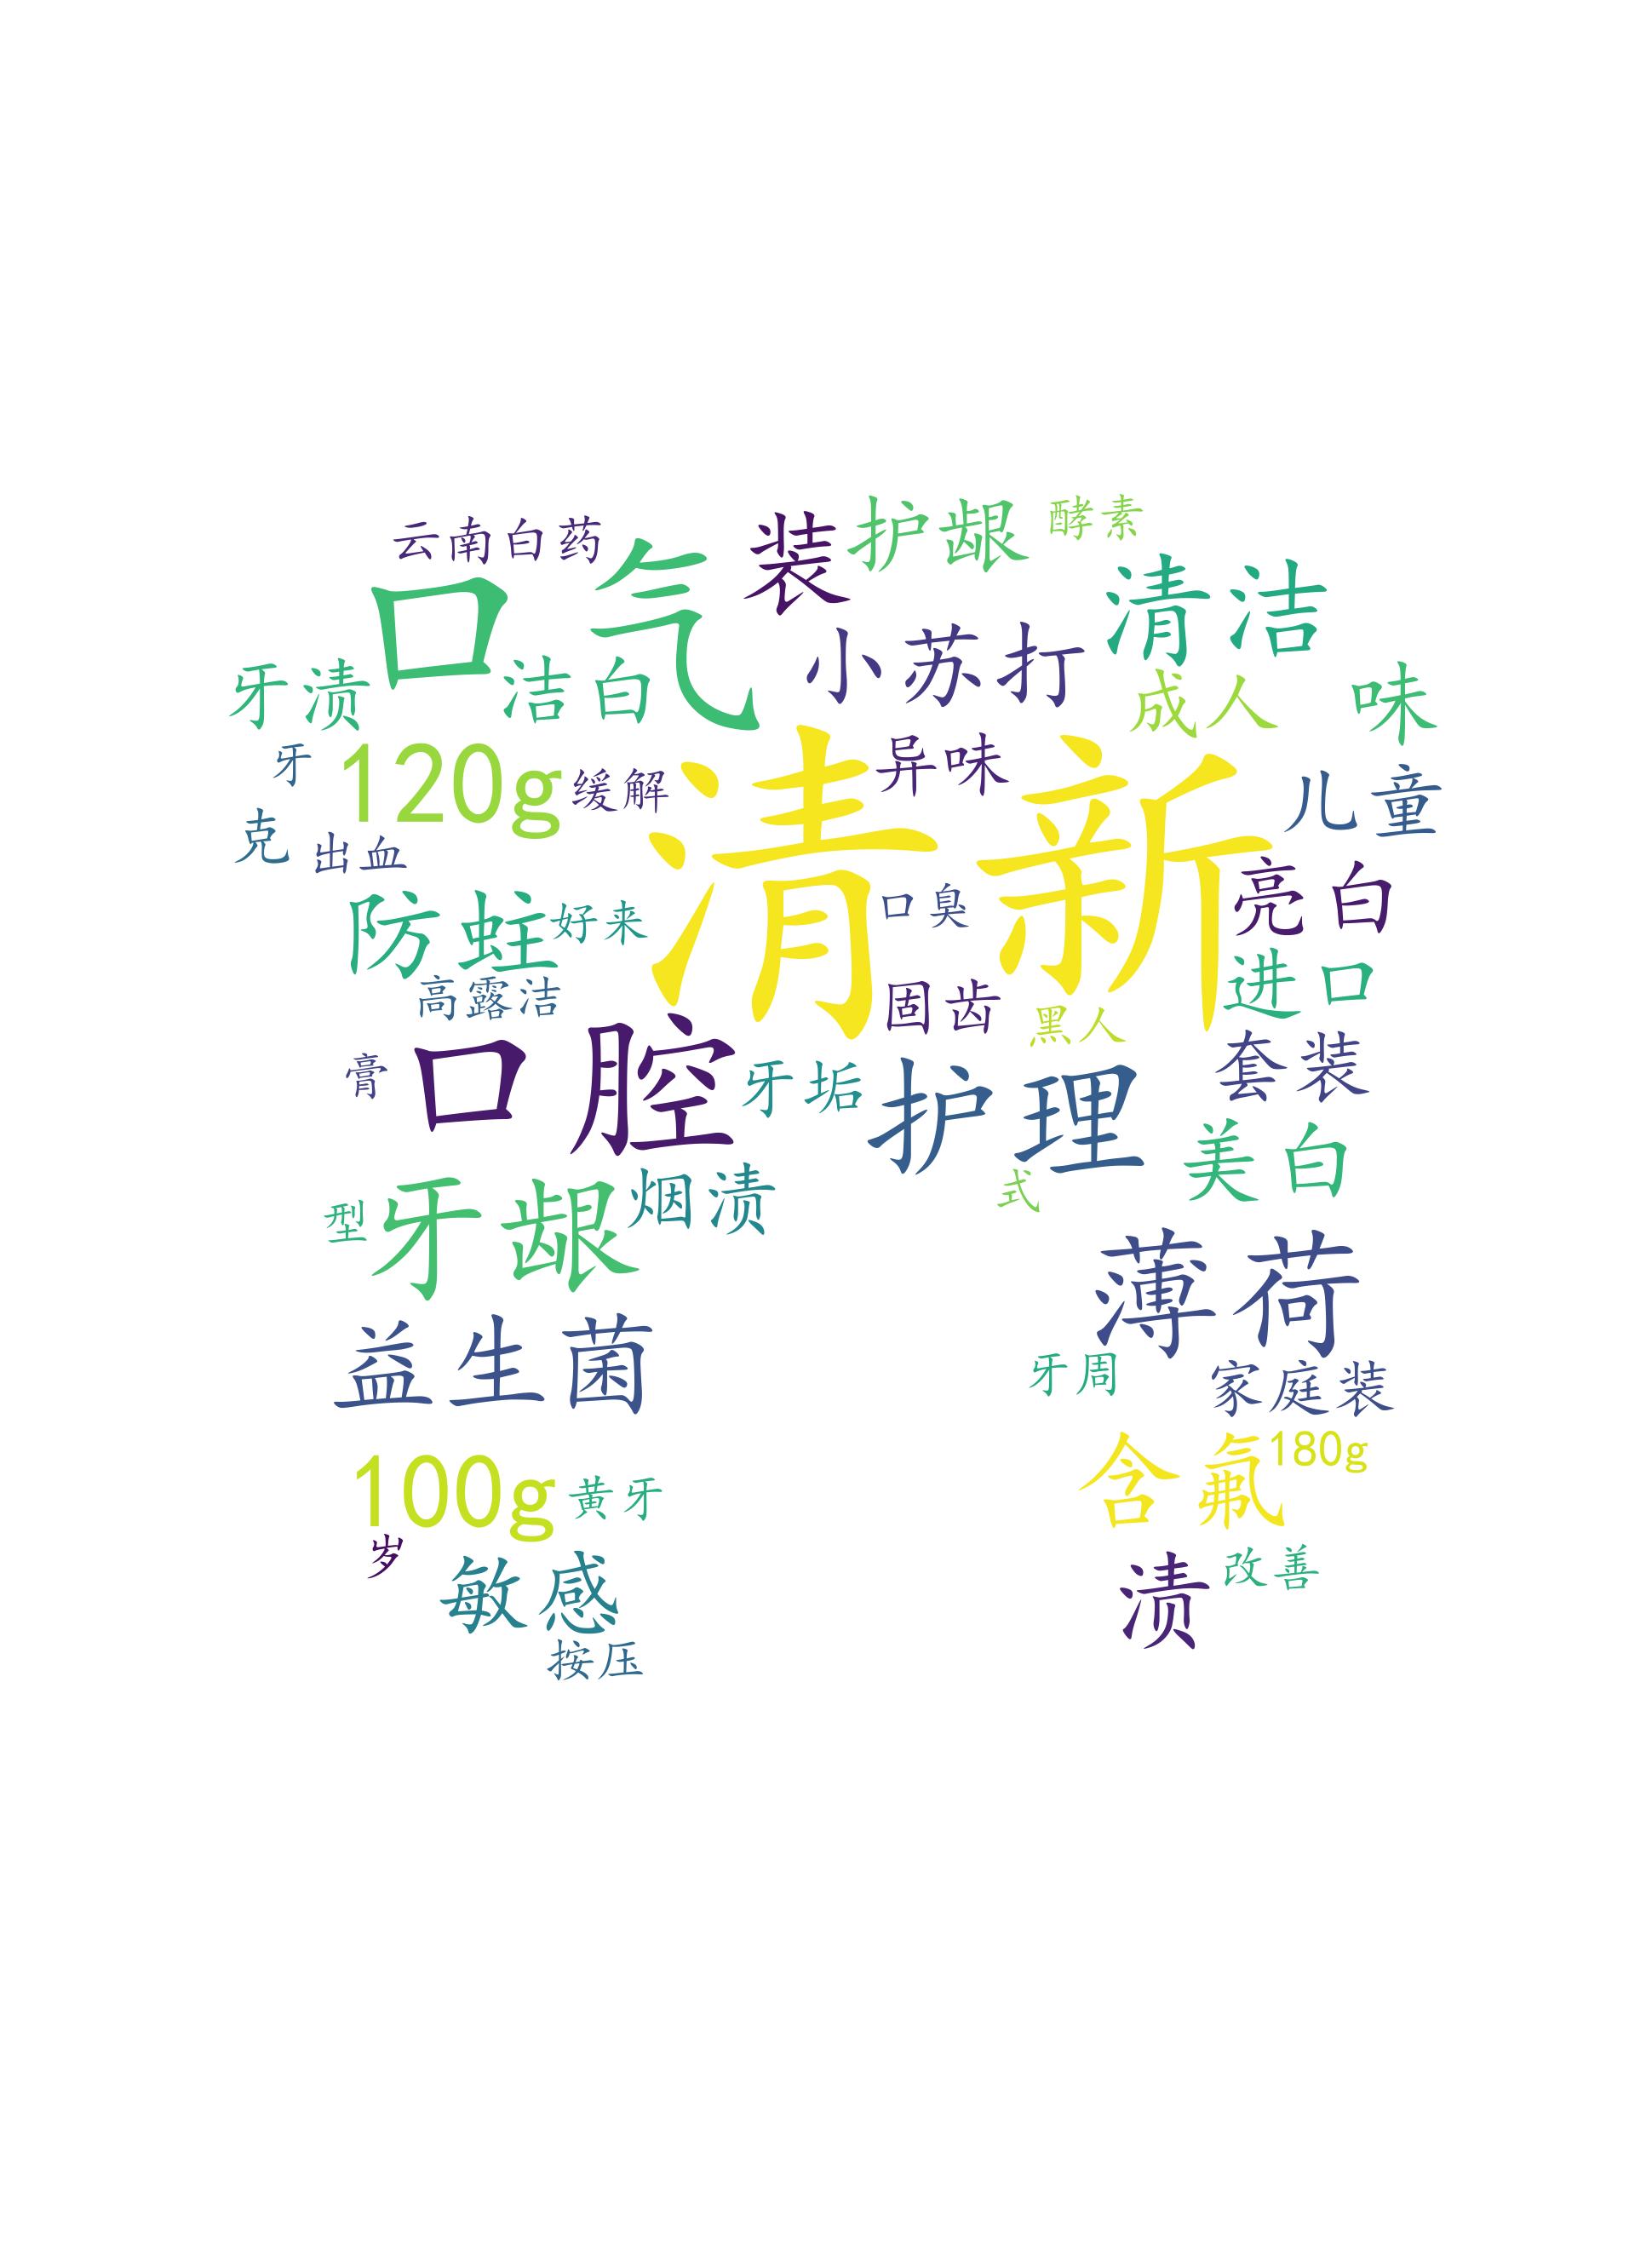 云南白药
装
护龈
酵素
口气
清洁
小苏打
牙渍
洁白
成人
味
牙
120g
缓解
异味
清新
儿童
克
出血
亮白
防蛀
好来
口臭
进口
高露洁
固齿
黑人
套装
膏
口腔
牙垢
护理
美白
型
牙龈
烟渍
式
薄荷
益生菌
牙周
家庭装
100g
黄牙
含氟
180g
岁
敏感
渍
改善
按压